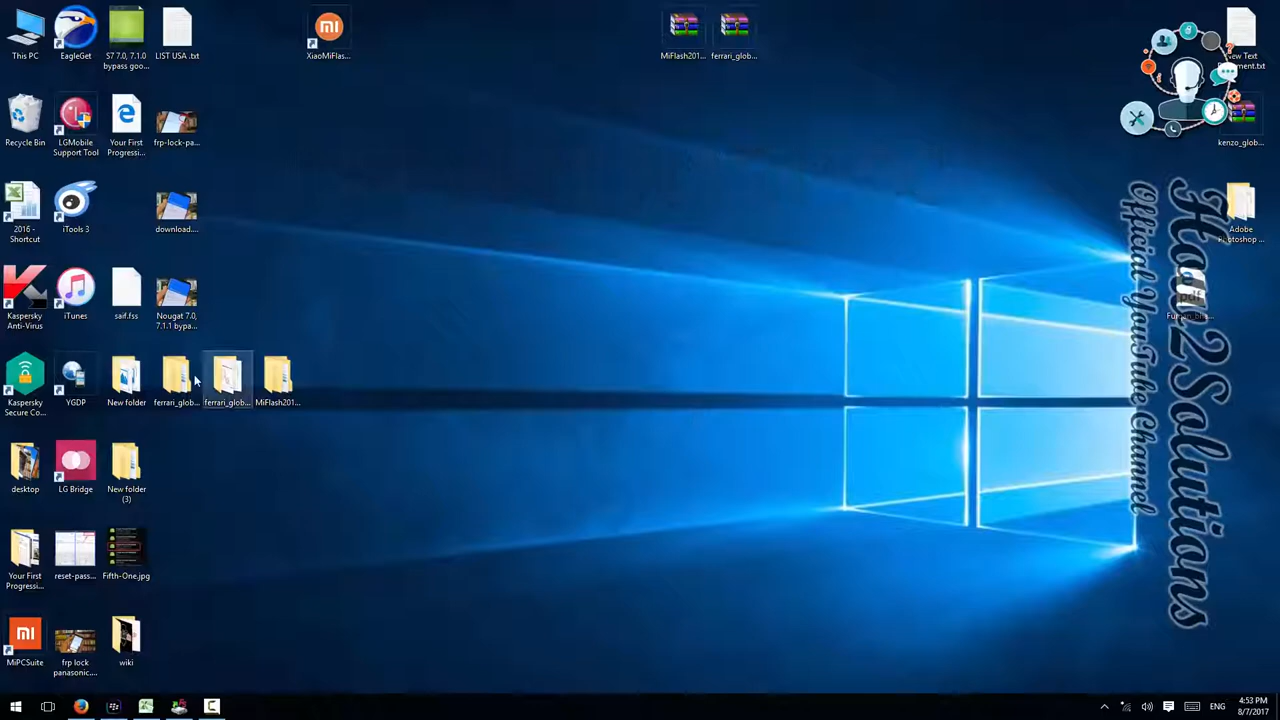 This PC
EagleGet
S7 7.0, 7.1.0
bypass goo...
LIST USA .txt
mi
XiaoMiFlas...
MiFlash201...
ferrari_glob...
New Text
Document.txt
Recycle Bin
LGMobile
Support Tool
Your First
Progressi...
frp-lock-pa...
kenzo_glob...
2016 -
Shortcut
iTools 3
download....
Adobe
Photoshop ...
Kaspersky
Anti-Virus
iTunes
saif.fss
Nougat 7.0,
7.1.1 bypa...
pdf
Kaspersky
Secure Co...
YGDP
New folder
ferrari_glob...
ferrari_glob...
MiFlash201...
desktop
LG Bridge
New folder
(3)
Your First
Progressi...
reset-pass...
Fifth-One.jpg
mi
MiPCSuite
frp lock
panasonic....
wiki
How2Solutions
Official YouTube Channel
ENG
4:53 PM
8/7/2017